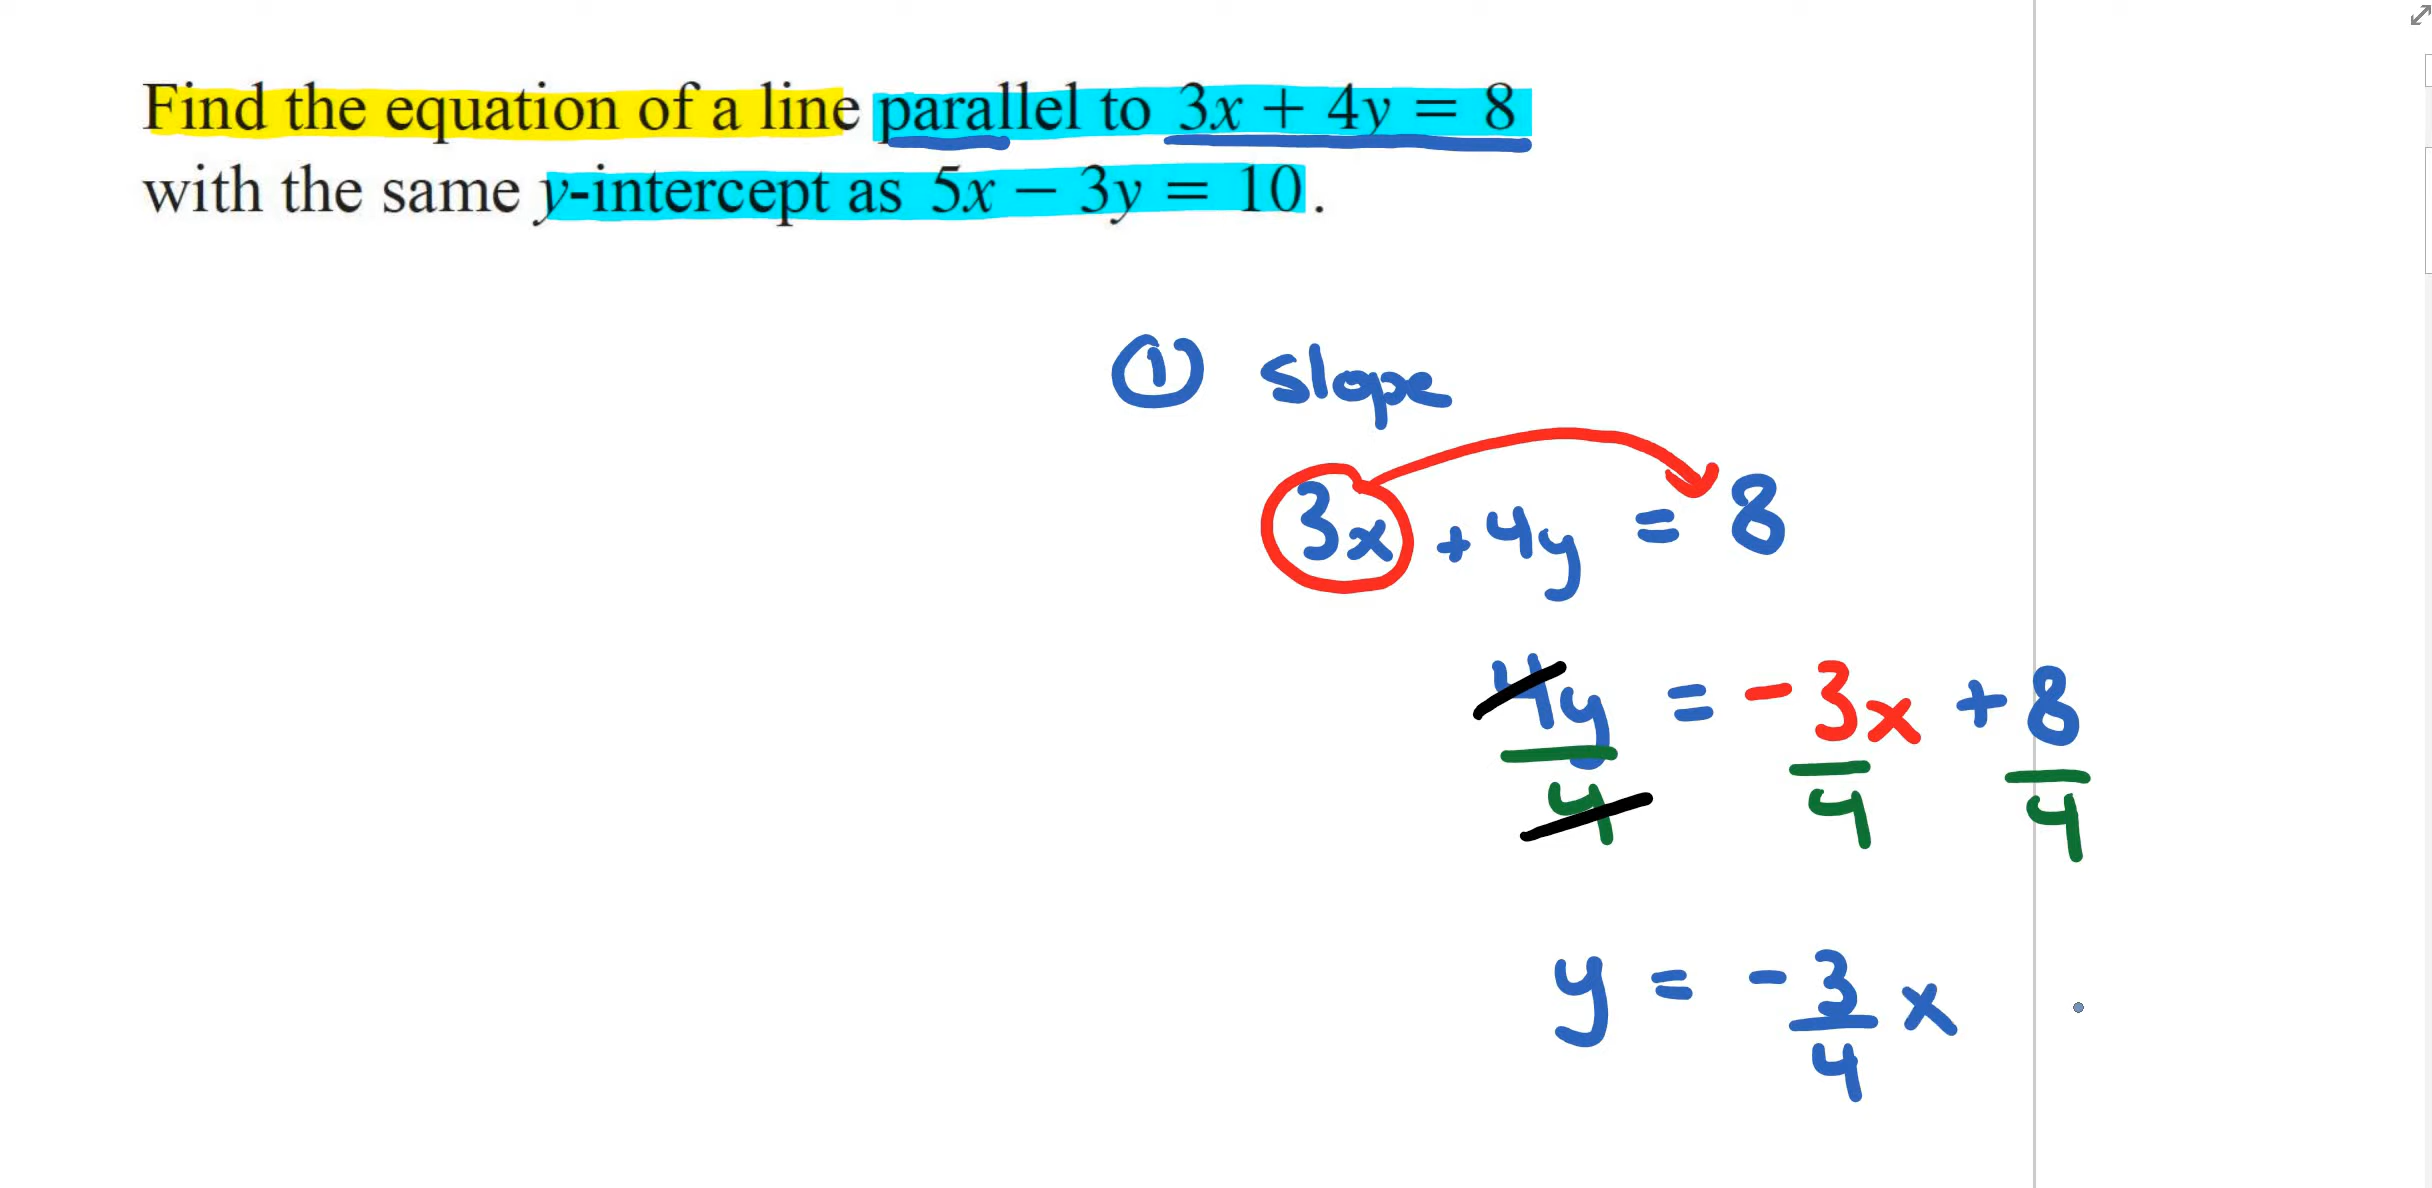 Find the equation of a line parallel to 3x + 4y = 8
with the same y-intercept as 5x − 3y = 10.
① slope
3x + 4y = 8
4y = -3x + 8
4 4 4
y = -3/4 x